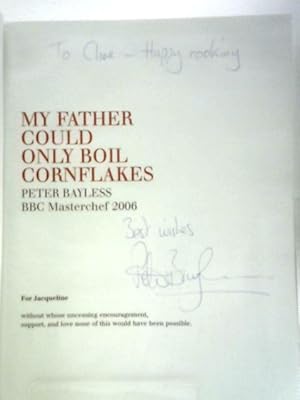 To Clare - Happy cooking
MY FATHER
COULD
ONLY BOIL
CORNFLAKES
PETER BAYLESS
BBC Masterchef 2006
Best wishes
For Jacqueline
without whose unceasing encouragement,
support, and love none of this would have been possible.